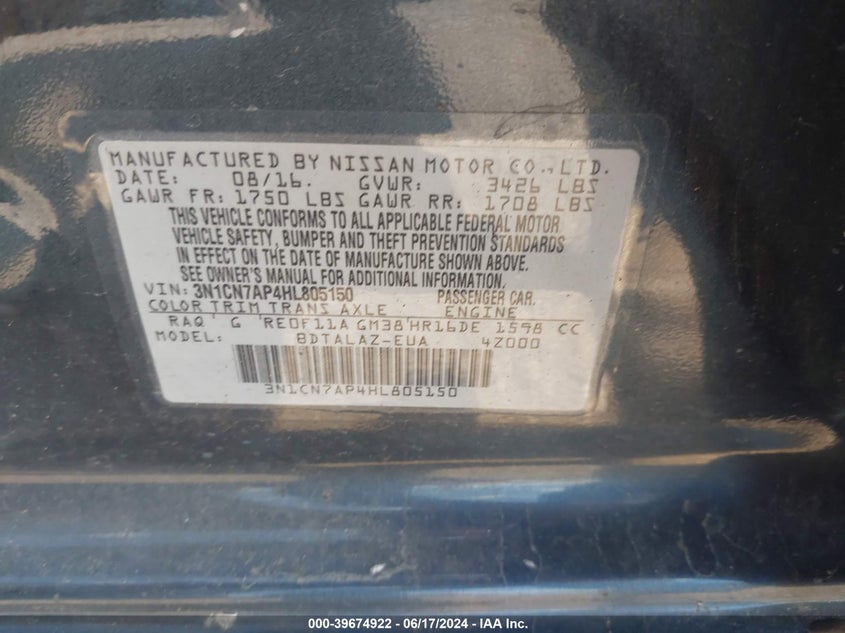 MANUFACTURED BY NISSAN MOTOR CO., LTD.
DATE: 08/16. GVWR: 3426 LBS
GAWR FR: 1750 LBS GAWR RR: 1708 LBS
THIS VEHICLE CONFORMS TO ALL APPLICABLE FEDERAL MOTOR
VEHICLE SAFETY, BUMPER AND THEFT PREVENTION STANDARDS
IN EFFECT ON THE DATE OF MANUFACTURE SHOWN ABOVE.
SEE OWNER'S MANUAL FOR ADDITIONAL INFORMATION.
VIN: 3N1CN7AP4HL805150 PASSENGER CAR.
COLOR TRIM TRANS AXLE ENGINE
RAQ G REOF11A GM38 HR16DE 1598 CC
MODEL: BDTALAZ-EUA 4Z000
3N1CN7AP4HL805150
000-39674922 - 06/17/2024 - IAA Inc.